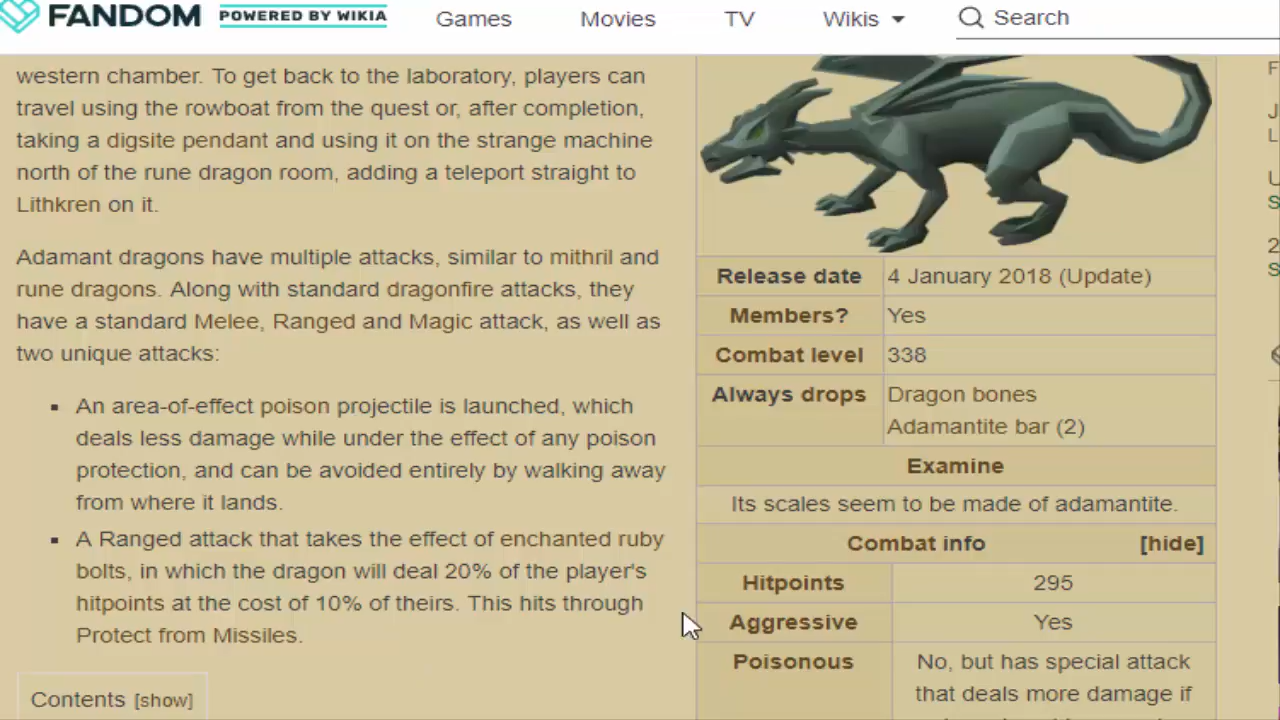 FANDOM POWERED BY WIKIA Games Movies TV Wikis Search
western chamber. To get back to the laboratory, players can
travel using the rowboat from the quest or, after completion,
taking a digsite pendant and using it on the strange machine
north of the rune dragon room, adding a teleport straight to
Lithkren on it.
Adamant dragons have multiple attacks, similar to mithril and
rune dragons. Along with standard dragonfire attacks, they
have a standard Melee, Ranged and Magic attack, as well as
two unique attacks:
▪ An area-of-effect poison projectile is launched, which
deals less damage while under the effect of any poison
protection, and can be avoided entirely by walking away
from where it lands.
▪ A Ranged attack that takes the effect of enchanted ruby
bolts, in which the dragon will deal 20% of the player's
hitpoints at the cost of 10% of theirs. This hits through
Protect from Missiles.
Contents [show]
Release date 4 January 2018 (Update)
Members? Yes
Combat level 338
Always drops Dragon bones
Adamantite bar (2)
Examine
Its scales seem to be made of adamantite.
Combat info [hide]
Hitpoints 295
Aggressive Yes
Poisonous No, but has special attack
that deals more damage if